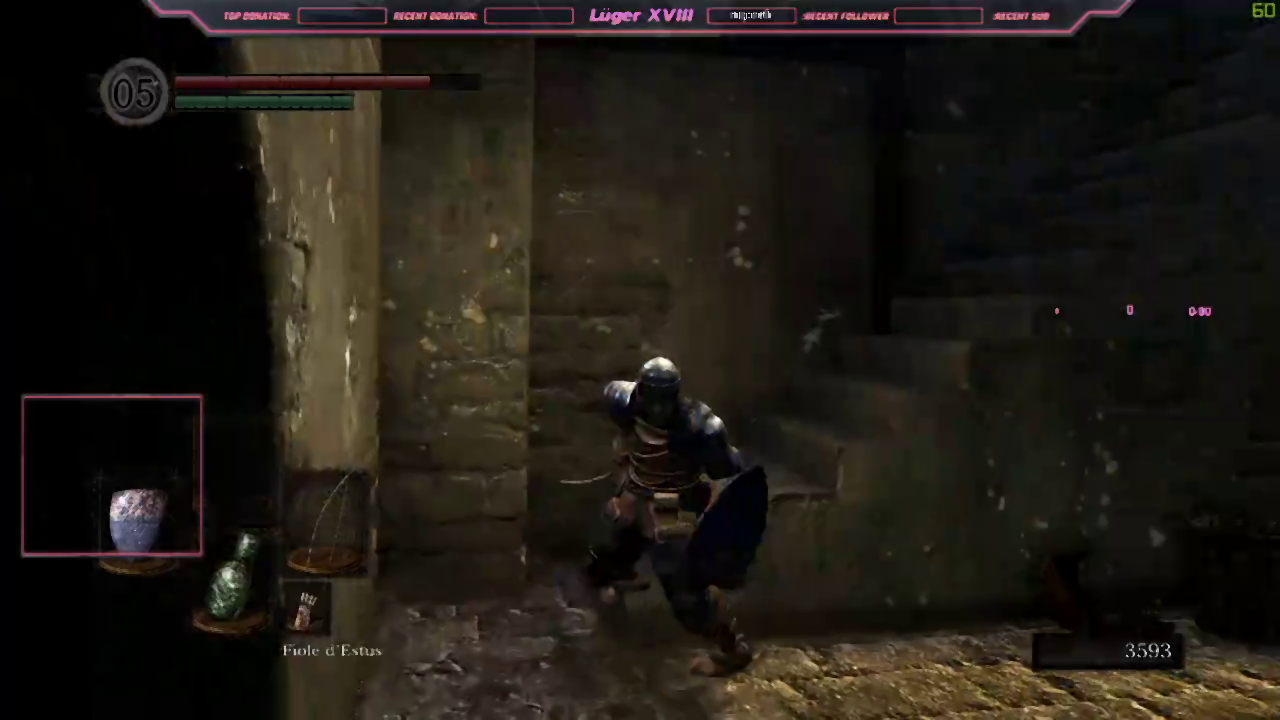 TOP DONATION:
RECENT DONATION:
Lüger XVIII
:RECENT FOLLOWER
:RECENT SUB
60
05
Fiole d'Estus
3593